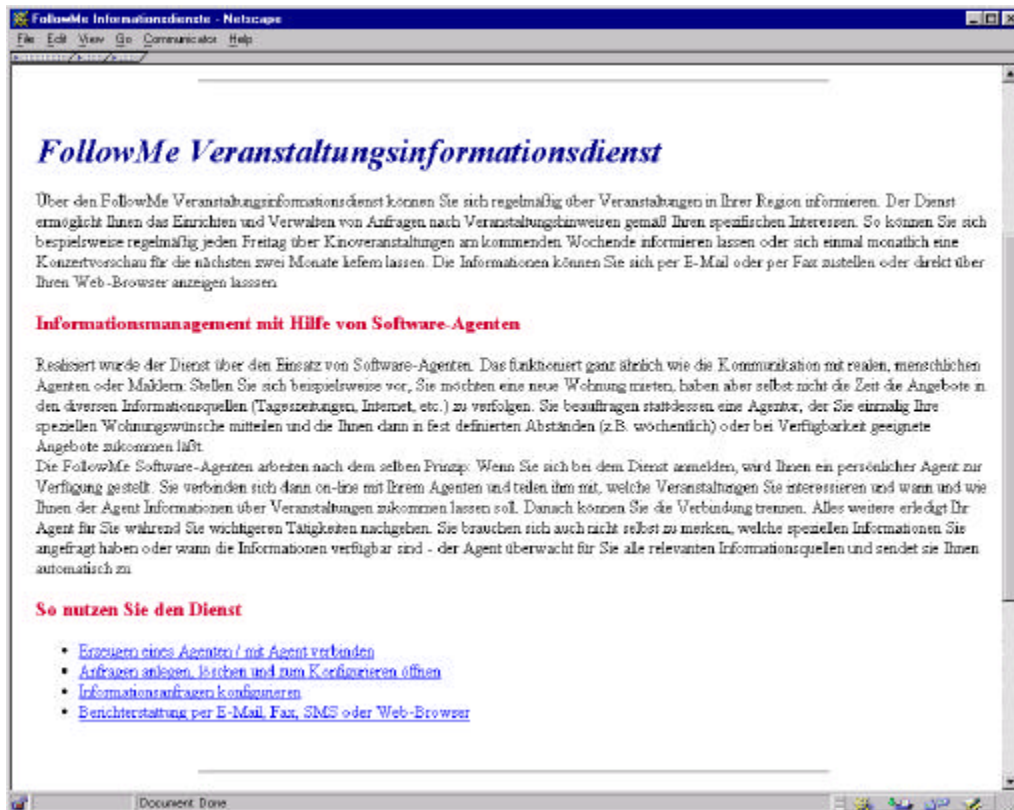 FollowMe Informationsdienste - Netscape
File Edit View Go Communicator Help
FollowMe Veranstaltungsinformationsdienst
Über den FollowMe Veranstaltungsinformationsdienst können Sie sich regelmäßig über Veranstaltungen in Ihrer Region informieren. Der Dienst
ermöglicht Ihnen das Einrichten und Verwalten von Anfragen nach Veranstaltungshinweisen gemäß Ihren spezifischen Interessen. So können Sie sich
bespielsweise regelmäßig jeden Freitag über Kinoveranstaltungen am kommenden Wochende informieren lassen oder sich einmal monatlich eine
Konzertvorschau für die nächsten zwei Monate liefern lassen. Die Informationen können Sie sich per E-Mail oder per Fax zustellen oder direkt über
Ihren Web-Browser anzeigen lasssen
Informationsmanagement mit Hilfe von Software-Agenten
Realisiert wurde der Dienst über den Einsatz von Software-Agenten. Das funktioniert ganz ähnlich wie die Kommunikation mit realen, menschlichen
Agenten oder Maklern: Stellen Sie sich beispielsweise vor, Sie möchten eine neue Wohnung mieten, haben aber selbst nicht die Zeit die Angebote in
den diversen Informationsquellen (Tageszeitungen, Internet, etc.) zu verfolgen. Sie beauftragen stattdessen eine Agentur, der Sie einmalig Ihre
speziellen Wohnungswünsche mitteilen und die Ihnen dann in fest definierten Abständen (z.B. wöchentlich) oder bei Verfügbarkeit geeignete
Angebote zukommen läßt.
Die FollowMe Software-Agenten arbeiten nach dem selben Prinzip: Wenn Sie sich bei dem Dienst anmelden, wird Ihnen ein persönlicher Agent zur
Verfügung gestellt. Sie verbinden sich dann on-line mit Ihrem Agenten und teilen ihm mit, welche Veranstaltungen Sie interessieren und wann und wie
Ihnen der Agent Informationen über Veranstaltungen zukommen lassen soll. Danach können Sie die Verbindung trennen. Alles weitere erledigt Ihr
Agent für Sie während Sie wichtigeren Tätigkeiten nachgehen. Sie brauchen sich auch nicht selbst zu merken, welche speziellen Informationen Sie
angefragt haben oder wann die Informationen verfügbar sind - der Agent überwacht für Sie alle relevanten Informationsquellen und sendet sie Ihnen
automatisch zu
So nutzen Sie den Dienst
• Erzeugen eines Agenten / mit Agent verbinden
• Anfragen anlegen, löschen und zum Konfigurieren öffnen
• Informationsanfragen konfigurieren
• Berichterstattung per E-Mail, Fax, SMS oder Web-Browser
Document: Done